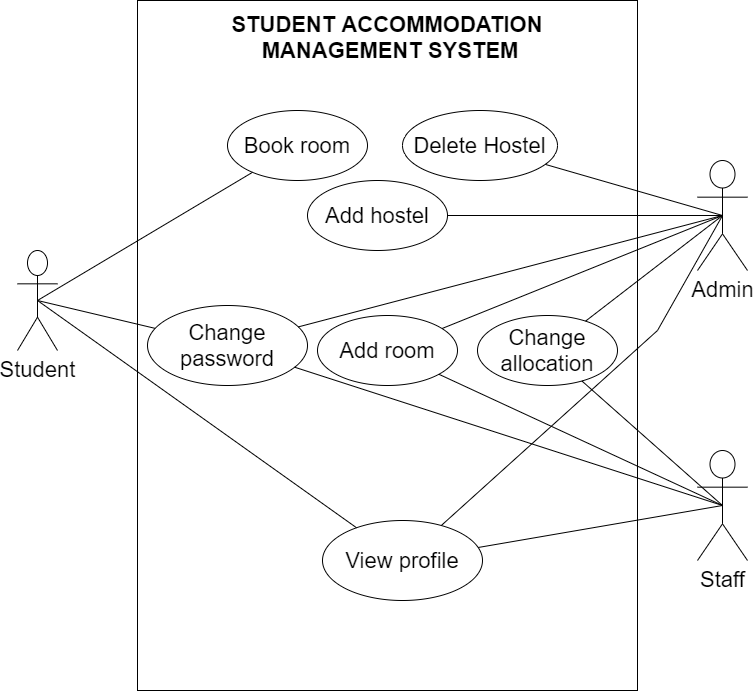 STUDENT ACCOMMODATION
MANAGEMENT SYSTEM
Book room
Delete Hostel
Add hostel
Admin
Student
Change
password
Add room
Change
allocation
View profile
Staff